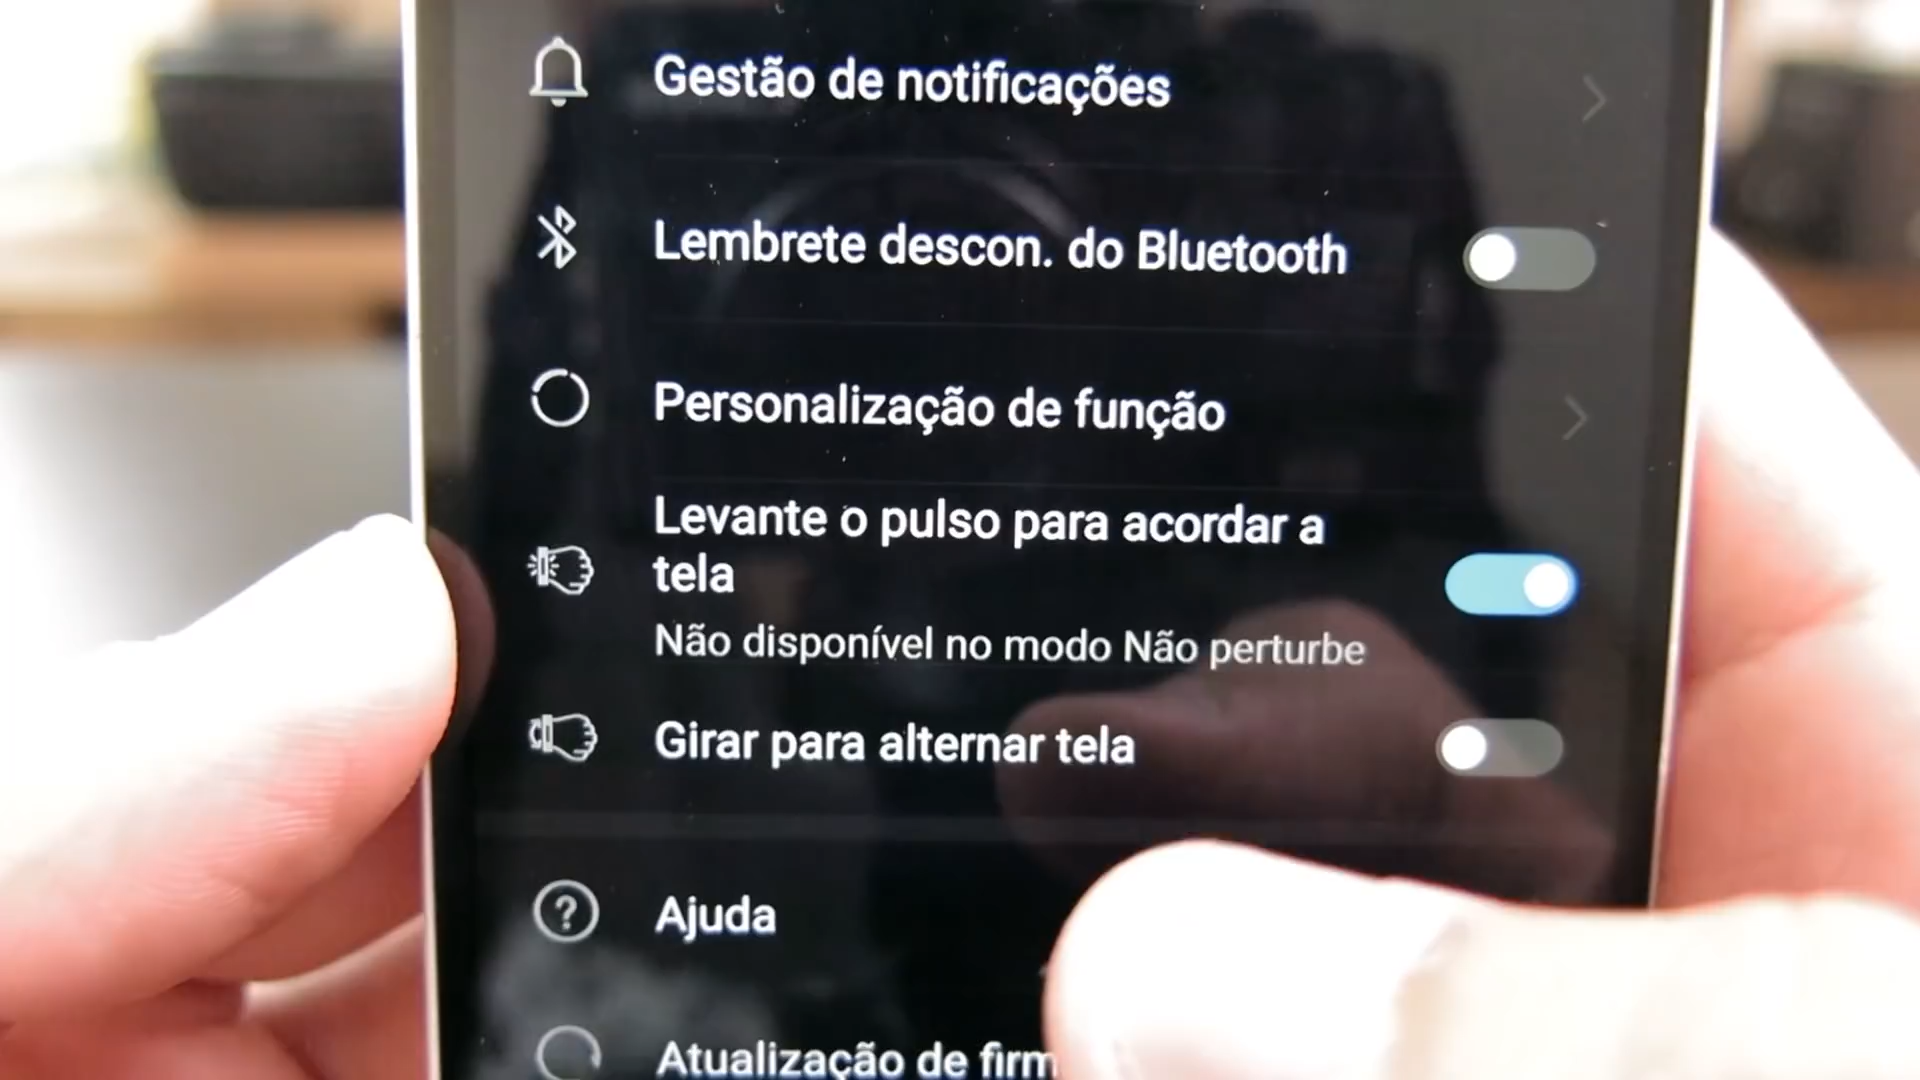 Gestão de notificações
Lembrete descon. do Bluetooth
Personalização de função
Levante o pulso para acordar a
tela
Não disponível no modo Não perturbe
Girar para alternar tela
Ajuda
Atualização de firm